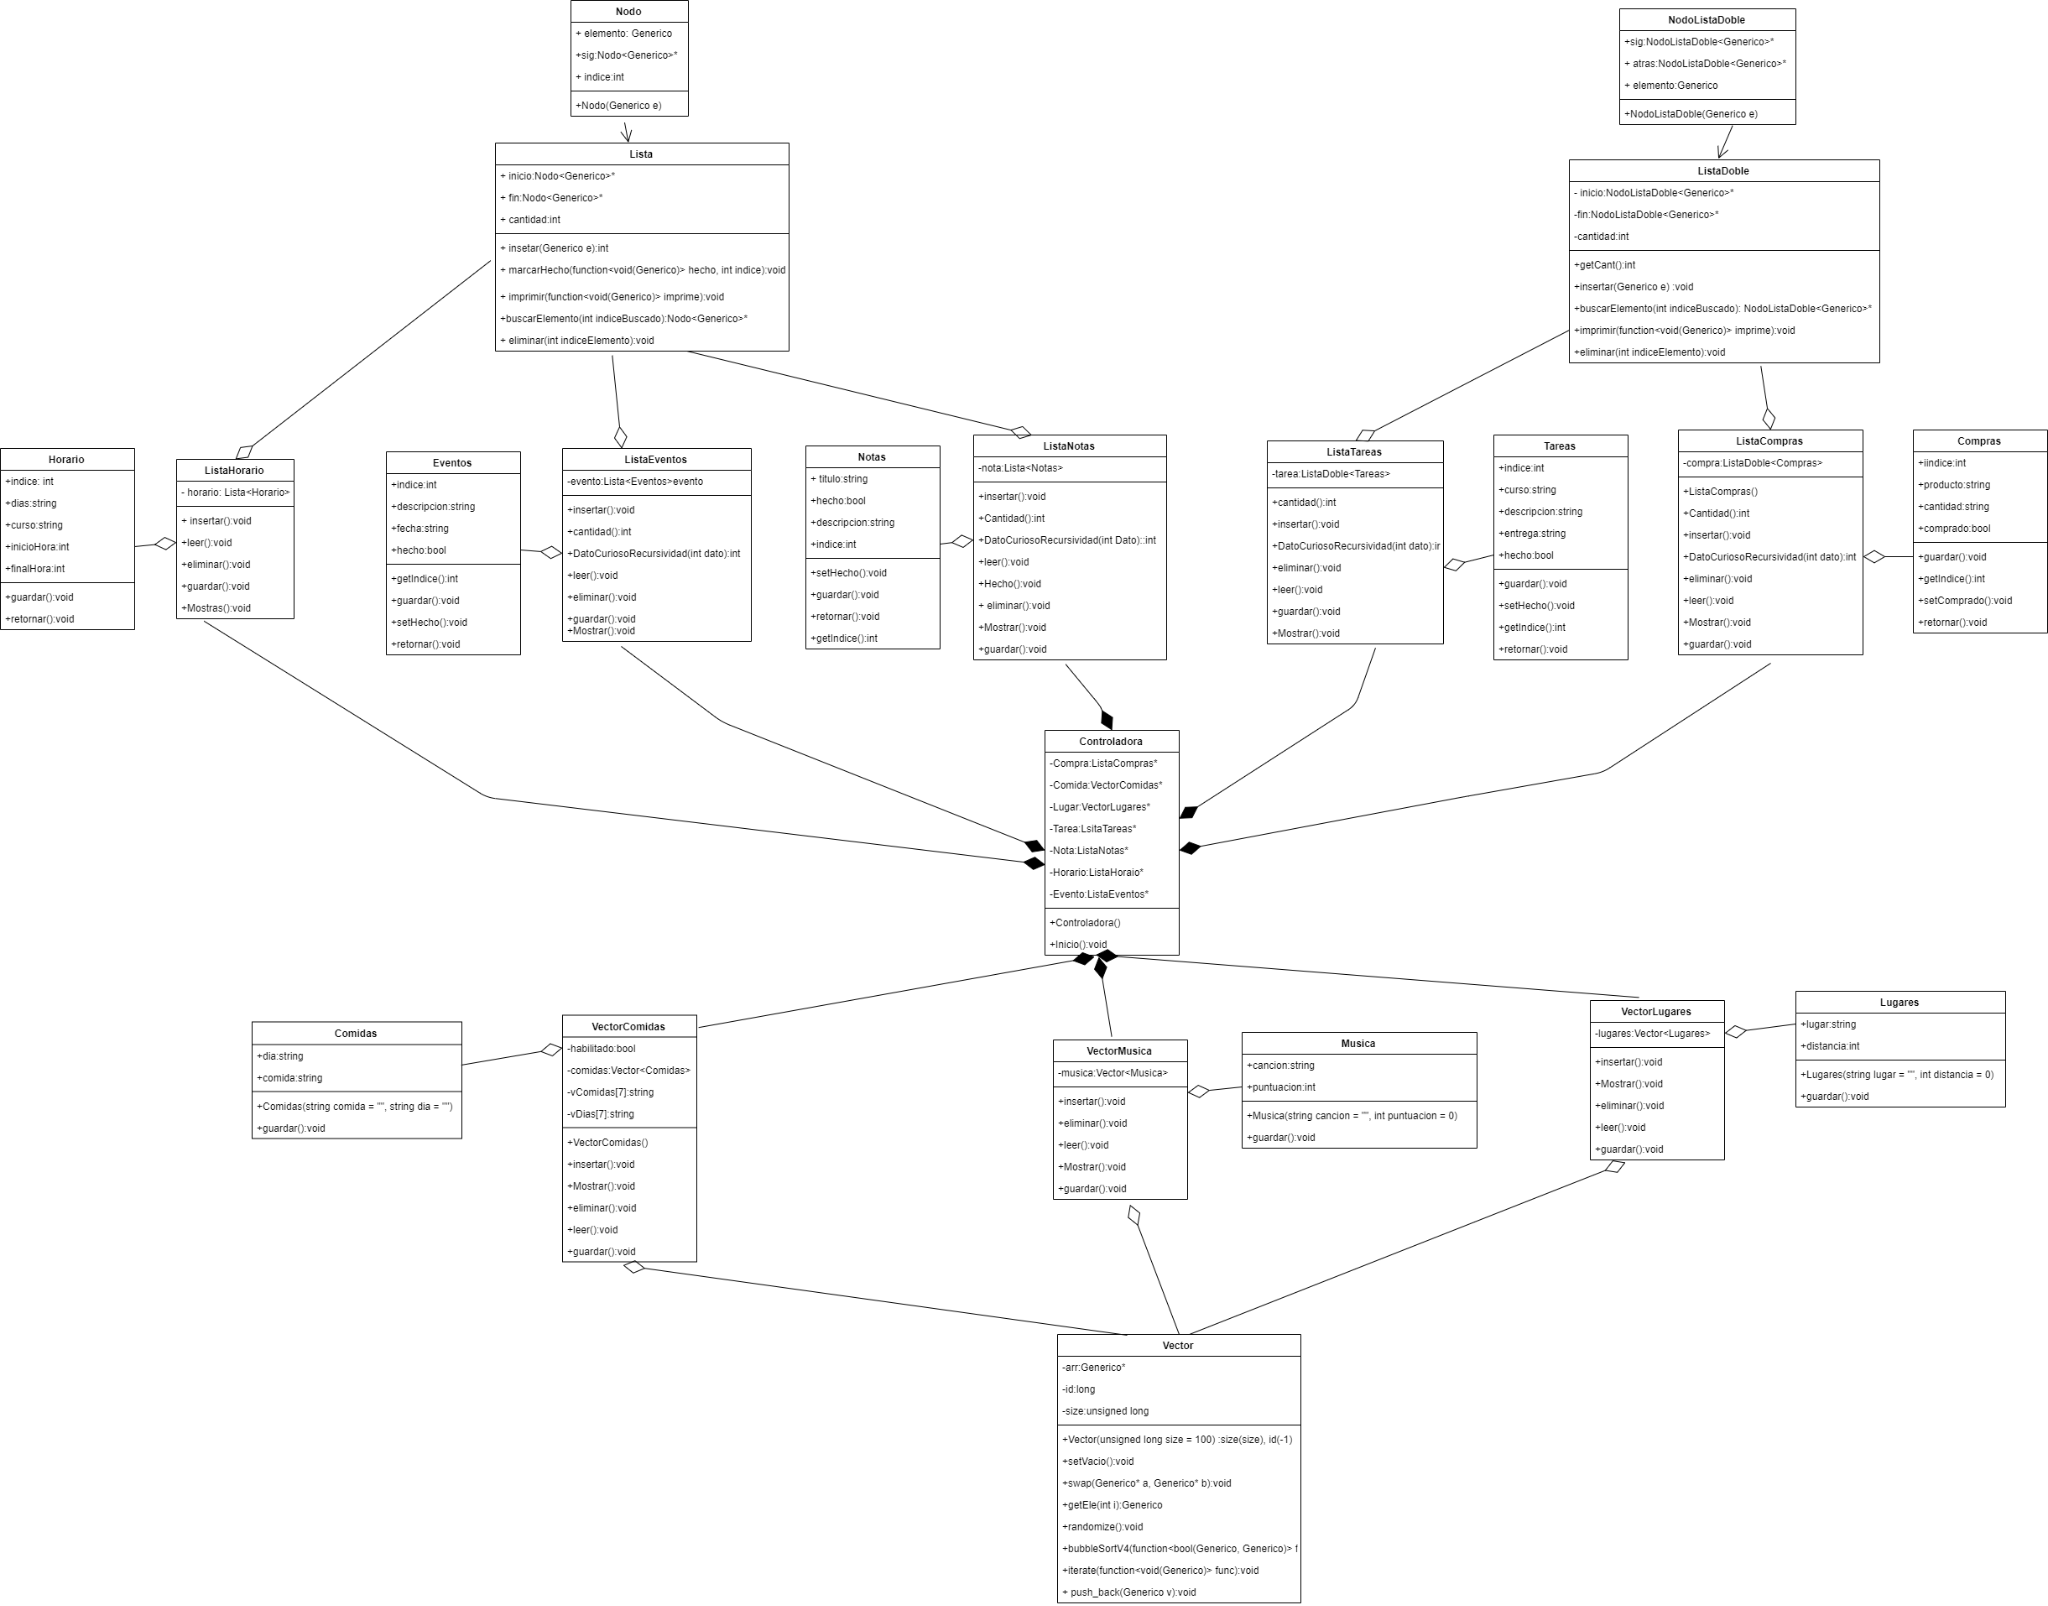 Nodo
+ elemento: Generico
+sig:Nodo<Generico>*
+ indice:int
+Nodo(Generico e)
NodoListaDoble
+sig:NodoListaDoble<Generico>*
+ atras:NodoListaDoble<Generico>*
+ elemento:Generico
+NodoListaDoble(Generico e)
Lista
+ inicio:Nodo<Generico>*
+ fin:Nodo<Generico>*
+ cantidad:int
+ insetar(Generico e):int
+ marcarHecho(function<void(Generico)> hecho, int indice):void
+ imprimir(function<void(Generico)> imprime):void
+buscarElemento(int indiceBuscado):Nodo<Generico>*
+ eliminar(int indiceElemento):void
ListaDoble
- inicio:NodoListaDoble<Generico>*
-fin:NodoListaDoble<Generico>*
-cantidad:int
+getCant():int
+insertar(Generico e) :void
+buscarElemento(int indiceBuscado): NodoListaDoble<Generico>*
+imprimir(function<void(Generico)> imprime):void
+eliminar(int indiceElemento):void
Horario
+indice: int
+dias:string
+curso:string
+inicioHora:int
+finalHora:int
+guardar():void
+retornar():void
ListaHorario
- horario: Lista<Horario>
+ insertar():void
+leer():void
+eliminar():void
+guardar():void
+Mostras():void
Eventos
+indice:int
+descripcion:string
+fecha:string
+hecho:bool
+getIndice():int
+guardar():void
+setHecho():void
+retornar():void
ListaEventos
-evento:Lista<Eventos>evento
+insertar():void
+cantidad():int
+DatoCuriosoRecursividad(int dato):int
+leer():void
+eliminar():void
+guardar():void
+Mostrar():void
Notas
+ titulo:string
+hecho:bool
+descripcion:string
+indice:int
+setHecho():void
+guardar():void
+retornar():void
+getIndice():int
ListaNotas
-nota:Lista<Notas>
+insertar():void
+Cantidad():int
+DatoCuriosoRecursividad(int Dato)::int
+leer():void
+Hecho():void
+ eliminar():void
+Mostrar():void
+guardar():void
ListaTareas
-tarea:ListaDoble<Tareas>
+cantidad():int
+insertar():void
+DatoCuriosoRecursividad(int dato):ir
+eliminar():void
+leer():void
+guardar():void
+Mostrar():void
Tareas
+indice:int
+curso:string
+descripcion:string
+entrega:string
+hecho:bool
+guardar():void
+setHecho():void
+getIndice():int
+retornar():void
ListaCompras
-compra:ListaDoble<Compras>
+ListaCompras()
+Cantidad():int
+insertar():void
+DatoCuriosoRecursividad(int dato):int
+eliminar():void
+leer():void
+Mostrar():void
+guardar():void
Compras
+iindice:int
+producto:string
+cantidad:string
+comprado:bool
+guardar():void
+getIndice():int
+setComprado():void
+retornar():void
Controladora
-Compra:ListaCompras*
-Comida:VectorComidas*
-Lugar:VectorLugares*
-Tarea:LsitaTareas*
-Nota:ListaNotas*
-Horario:ListaHoraio*
-Evento:ListaEventos*
+Controladora()
+Inicio():void
Comidas
+dia:string
+comida:string
+Comidas(string comida = "", string dia = "")
+guardar():void
VectorComidas
-habilitado:bool
-comidas:Vector<Comidas>
-vComidas[7]:string
-vDias[7]:string
+VectorComidas()
+insertar():void
+Mostrar():void
+eliminar():void
+leer():void
+guardar():void
VectorMusica
-musica:Vector<Musica>
+insertar():void
+eliminar():void
+leer():void
+Mostrar():void
+guardar():void
Musica
+cancion:string
+puntuacion:int
+Musica(string cancion = "", int puntuacion = 0)
+guardar():void
VectorLugares
-lugares:Vector<Lugares>
+insertar():void
+Mostrar():void
+eliminar():void
+leer():void
+guardar():void
Lugares
+lugar:string
+distancia:int
+Lugares(string lugar = "", int distancia = 0)
+guardar():void
Vector
-arr:Generico*
-id:long
-size:unsigned long
+Vector(unsigned long size = 100) :size(size), id(-1)
+setVacio():void
+swap(Generico* a, Generico* b):void
+getEle(int i):Generico
+randomize():void
+bubbleSortV4(function<bool(Generico, Generico)> f
+iterate(function<void(Generico)> func):void
+ push_back(Generico v):void